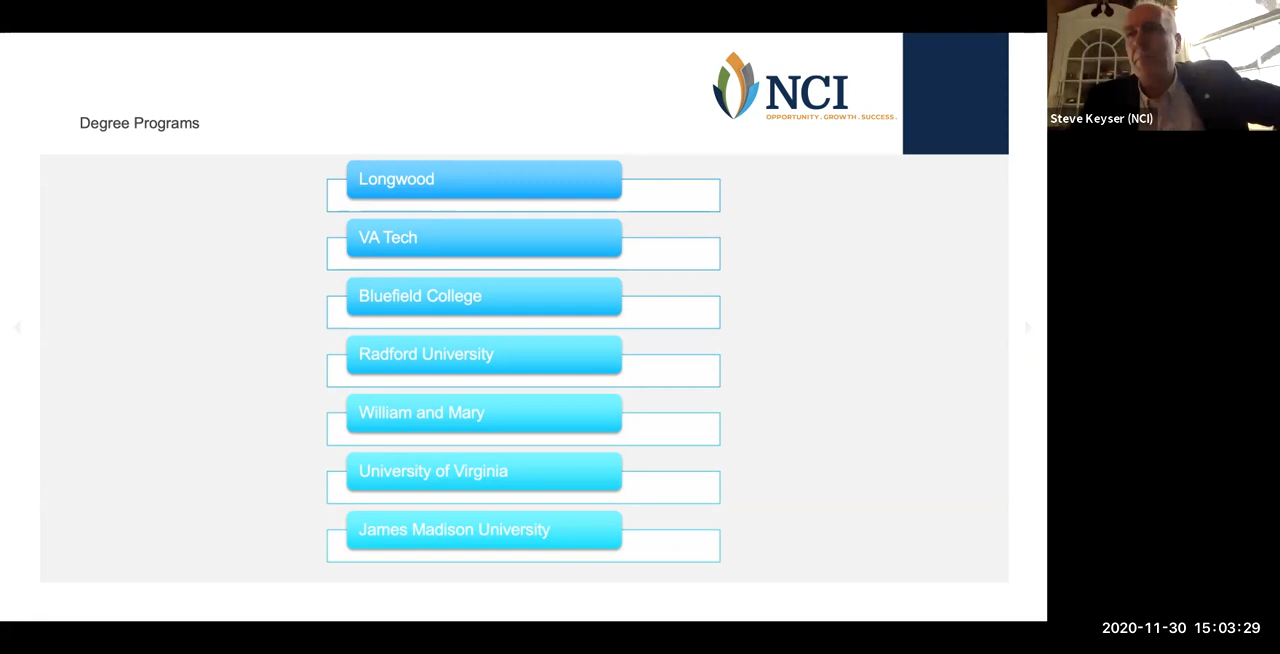 NCI
OPPORTUNITY. GROWTH. SUCCESS.
Degree Programs
Steve Keyser (NCI)
Longwood
VA Tech
Bluefield College
Radford University
William and Mary
University of Virginia
James Madison University
2020-11-30 15:03:29